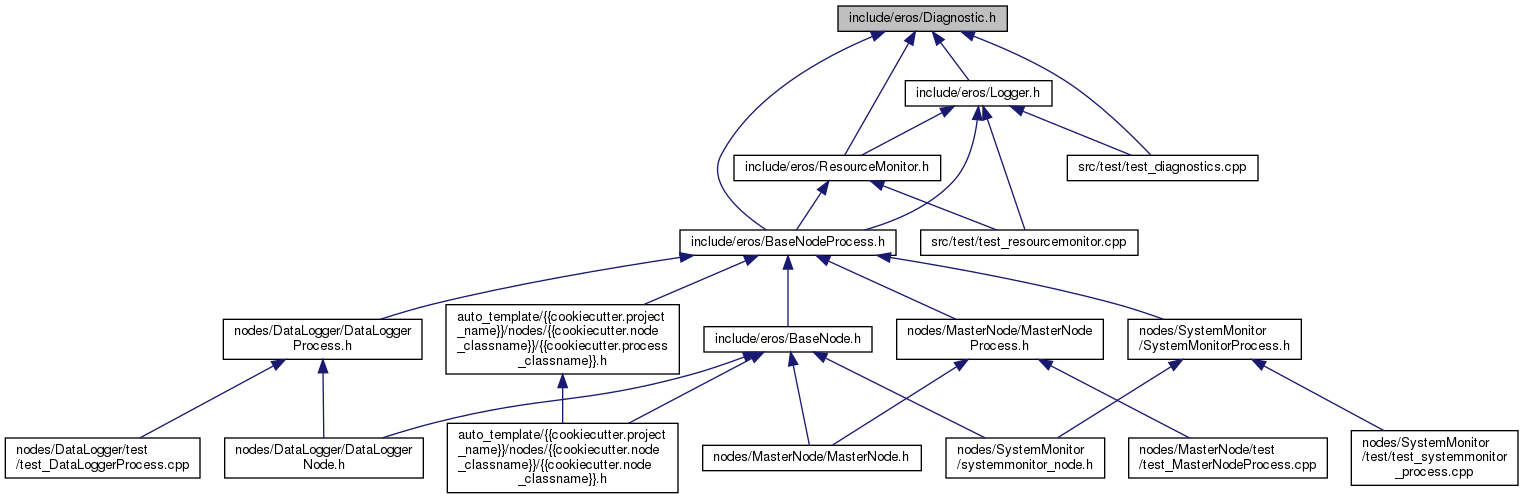 include/eros/Diagnostic.h
include/eros/Logger.h
include/eros/ResourceMonitor.h
src/test/test_diagnostics.cpp
include/eros/BaseNodeProcess.h
src/test/test_resourcemonitor.cpp
nodes/DataLogger/DataLogger
Process.h
auto_template/{{cookiecutter.project
_name}}/nodes/{{cookiecutter.node
_classname}}/{{cookiecutter.process
_classname}}.h
include/eros/BaseNode.h
nodes/MasterNode/MasterNode
Process.h
nodes/SystemMonitor
/SystemMonitorProcess.h
nodes/DataLogger/test
/test_DataLoggerProcess.cpp
nodes/DataLogger/DataLogger
Node.h
auto_template/{{cookiecutter.project
_name}}/nodes/{{cookiecutter.node
_classname}}/{{cookiecutter.node
_classname}}.h
nodes/MasterNode/MasterNode.h
nodes/SystemMonitor
/systemmonitor_node.h
nodes/MasterNode/test
/test_MasterNodeProcess.cpp
nodes/SystemMonitor
/test/test_systemmonitor
_process.cpp